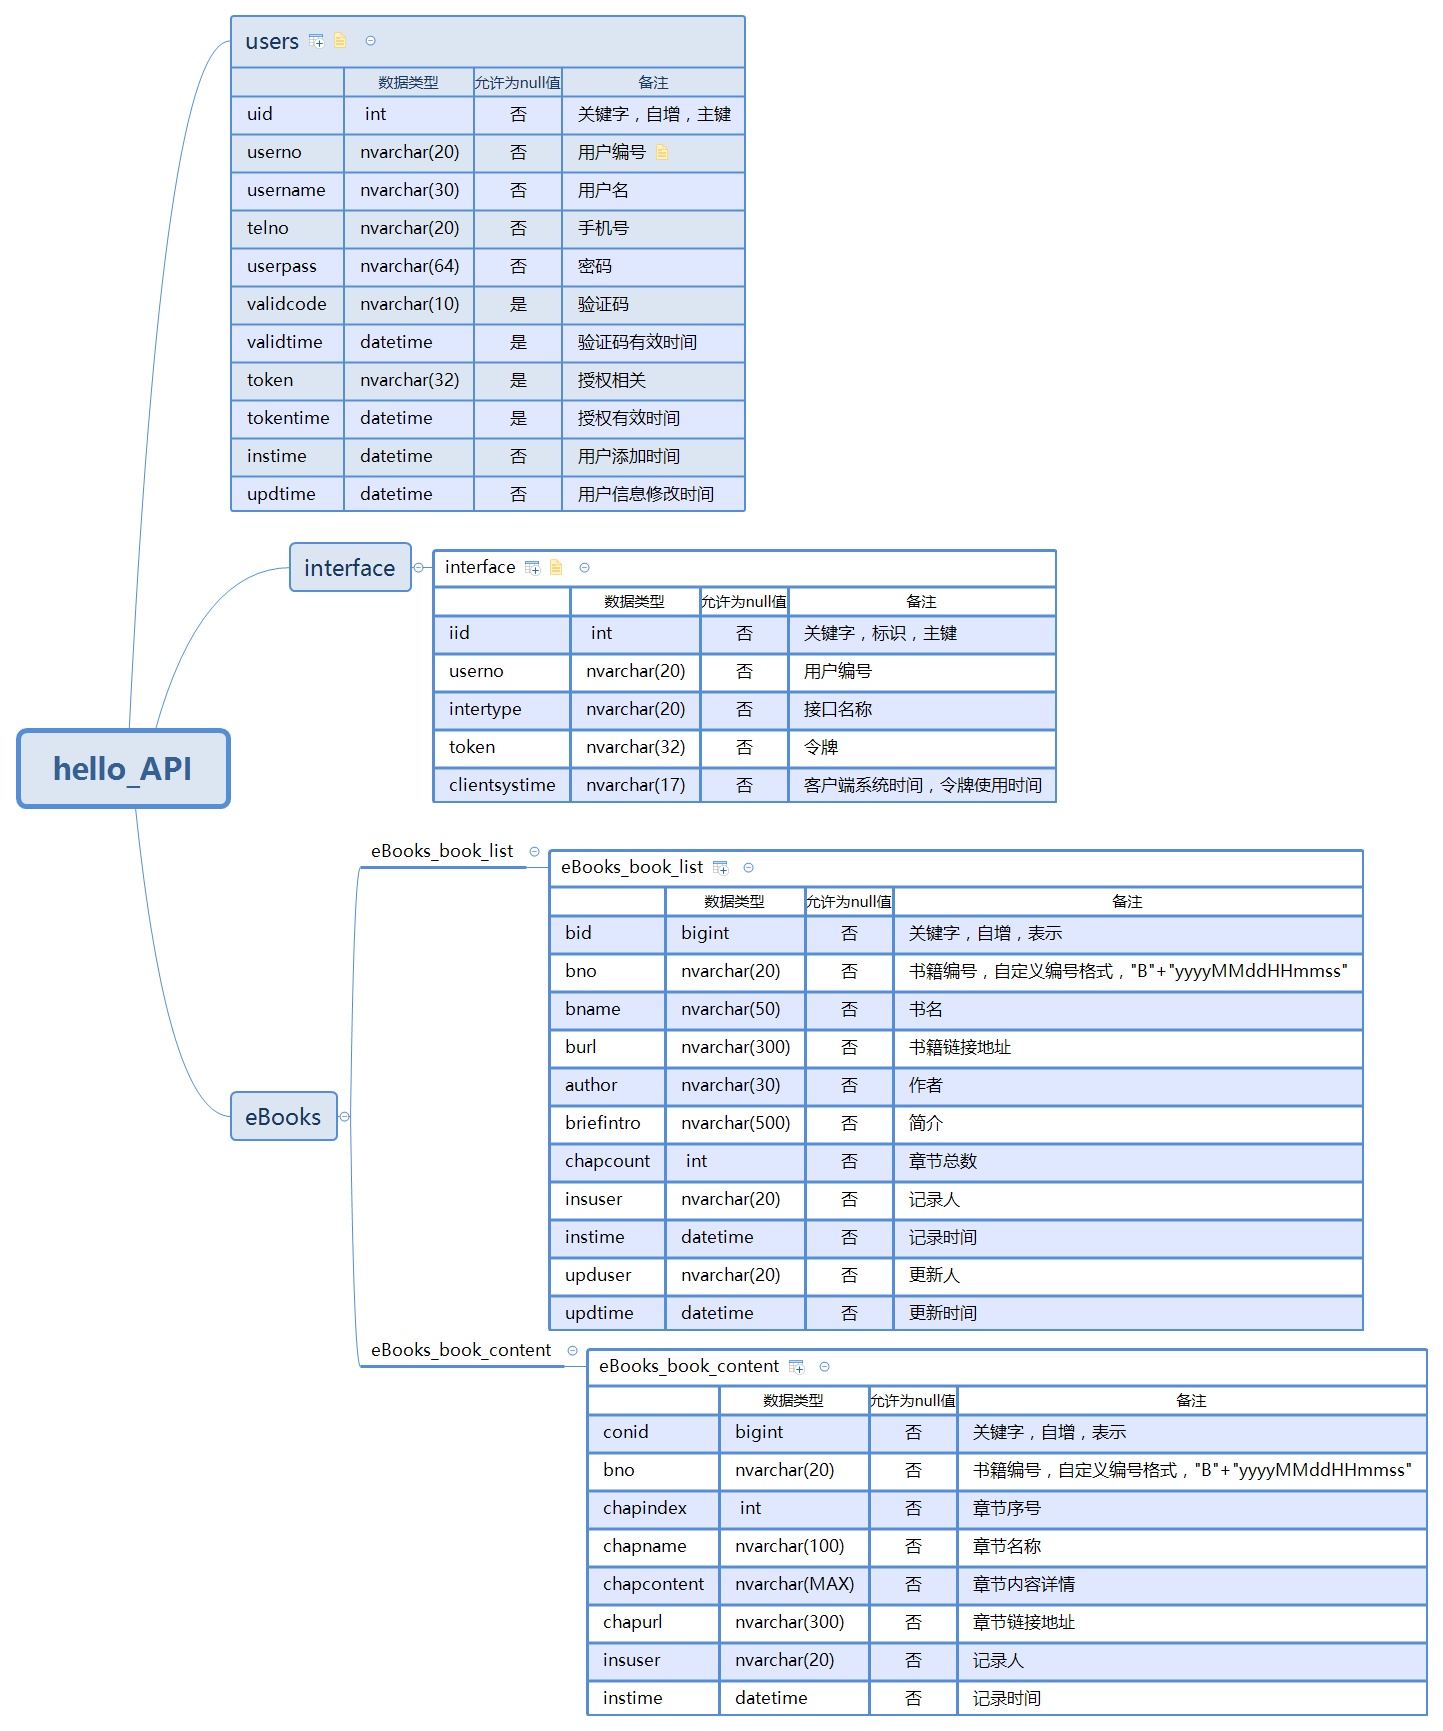 users
数据类型 允许为null值 备注
uid int 否 关键字，自增，主键
userno nvarchar(20) 否 用户编号
username nvarchar(30) 否 用户名
telno nvarchar(20) 否 手机号
userpass nvarchar(64) 否 密码
validcode nvarchar(10) 是 验证码
validtime datetime 是 验证码有效时间
token nvarchar(32) 是 授权相关
tokentime datetime 是 授权有效时间
instime datetime 否 用户添加时间
updtime datetime 否 用户信息修改时间
interface
interface
数据类型 允许为null值 备注
iid int 否 关键字，标识，主键
userno nvarchar(20) 否 用户编号
intertype nvarchar(20) 否 接口名称
token nvarchar(32) 否 令牌
clientsystime nvarchar(17) 否 客户端系统时间，令牌使用时间
hello_API
eBooks
eBooks_book_list
eBooks_book_list
数据类型 允许为null值 备注
bid bigint 否 关键字，自增，表示
bno nvarchar(20) 否 书籍编号，自定义编号格式，"B"+"yyyyMMddHHmmss"
bname nvarchar(50) 否 书名
burl nvarchar(300) 否 书籍链接地址
author nvarchar(30) 否 作者
briefintro nvarchar(500) 否 简介
chapcount int 否 章节总数
insuser nvarchar(20) 否 记录人
instime datetime 否 记录时间
upduser nvarchar(20) 否 更新人
updtime datetime 否 更新时间
eBooks_book_content
eBooks_book_content
数据类型 允许为null值 备注
conid bigint 否 关键字，自增，表示
bno nvarchar(20) 否 书籍编号，自定义编号格式，"B"+"yyyyMMddHHmmss"
chapindex int 否 章节序号
chapname nvarchar(100) 否 章节名称
chapcontent nvarchar(MAX) 否 章节内容详情
chapurl nvarchar(300) 否 章节链接地址
insuser nvarchar(20) 否 记录人
instime datetime 否 记录时间